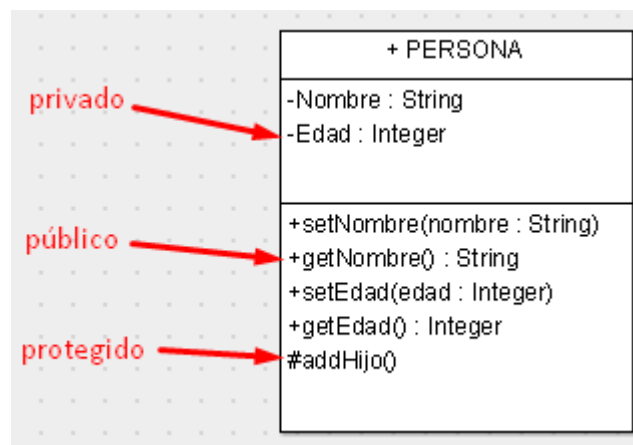 + PERSONA
privado
-Nombre : String
-Edad : Integer
público
+setNombre(nombre : String)
+getNombre() : String
+setEdad(edad : Integer)
+getEdad() : Integer
protegido
#addHijo()